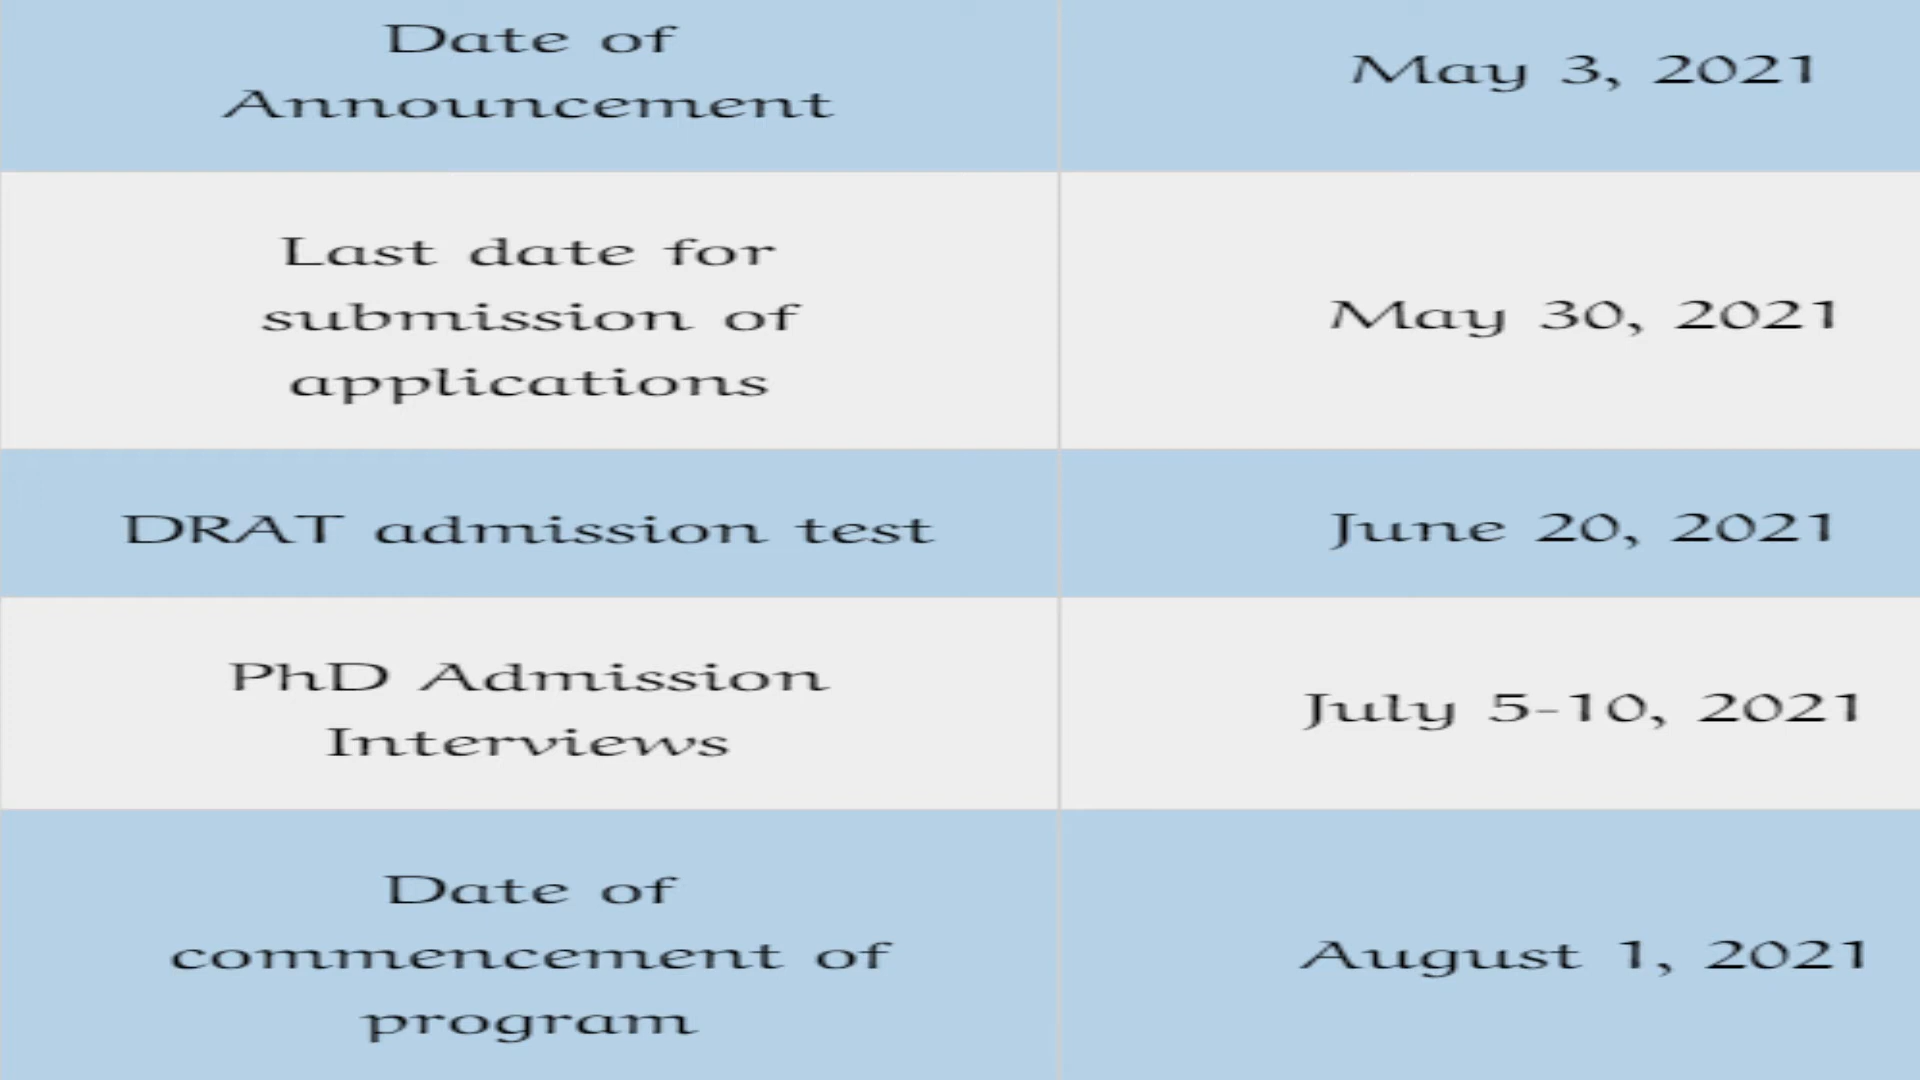 Date of
Announcement
May 3, 2021
Last date for
submission of
applications
May 30, 2021
DRAT admission test
June 20, 2021
PhD Admission
Interviews
July 5-10, 2021
Date of
commencement of
program
August 1, 2021